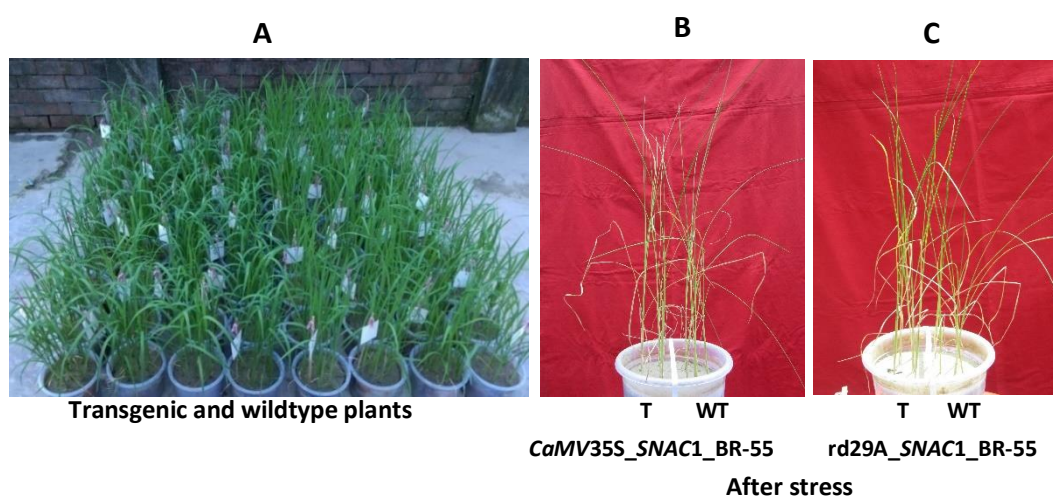 A
B
C
Transgenic and wildtype plants
T WT
T WT
CaMV35S_SNAC1_BR-55
rd29A_SNAC1_BR-55
After stress